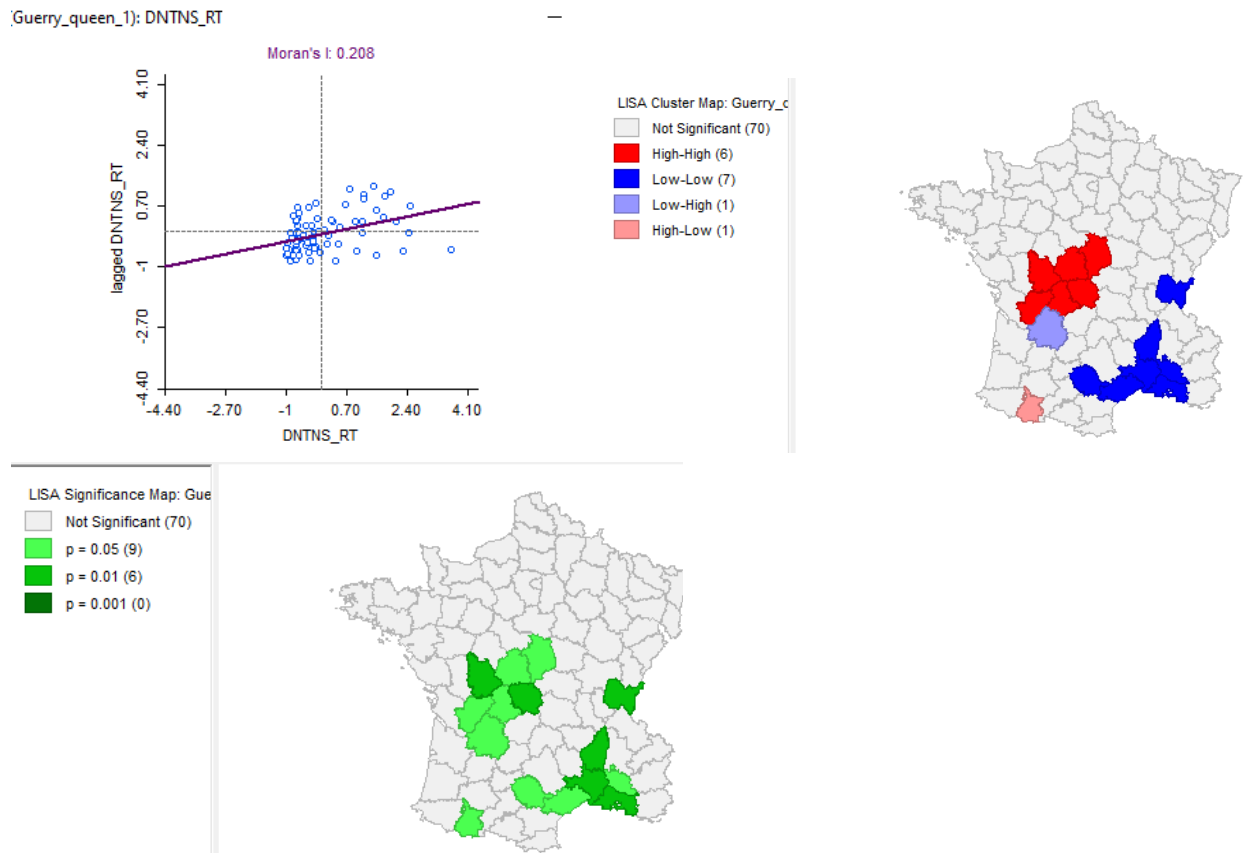 (Guerry_queen_1): DNTNS_RT
Moran's I: 0.208
4.10
2.40
0.70
-1
-2.70
-4.40
lagged DNTNS_RT
-4.40 -2.70 -1 0.70 2.40 4.10
DNTNS_RT
LISA Cluster Map: Guerry_
Not Significant (70)
High-High (6)
Low-Low (7)
Low-High (1)
High-Low (1)
LISA Significance Map: Gue
Not Significant (70)
p = 0.05 (9)
p = 0.01 (6)
p = 0.001 (0)